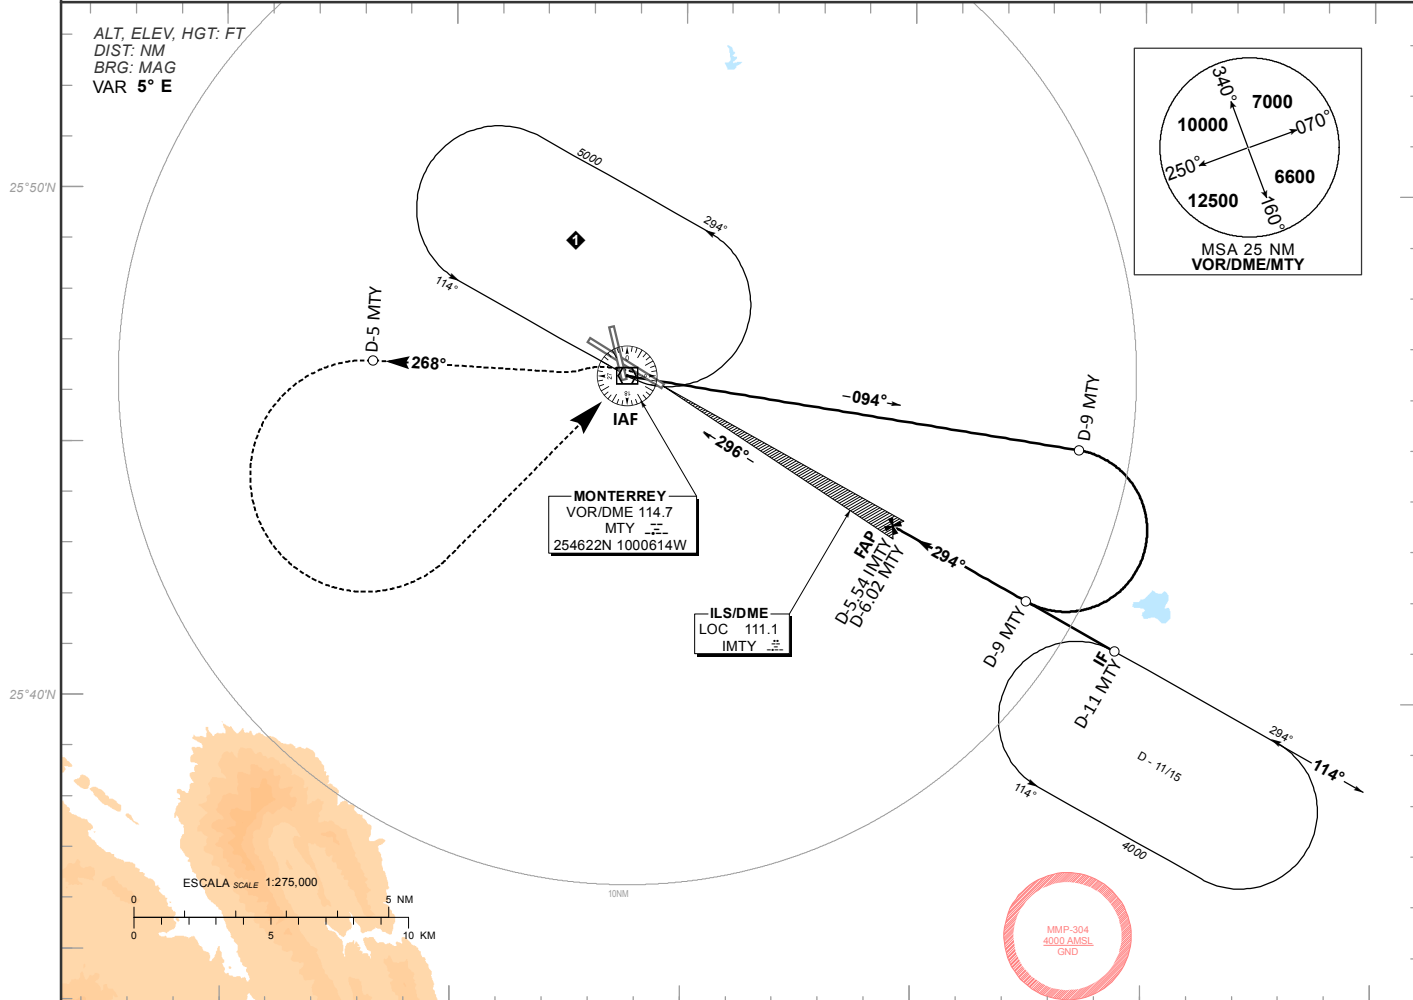 ALT, ELEV, HGT: FT
DIST: NM
BRG: MAG
VAR 5° E
340°
7000
070°
10000
250°
6600
12500
160°
MSA 25 NM
VOR/DME/MTY
25°50'N
5000
294°
1
114°
D-5 MTY
268°
IAF
094°
D-9 MTY
296°
MONTERREY
VOR/DME 114.7
MTY
254622N 1000614W
FAP
D-5.54 IMTY
D-6.02 MTY
294°
ILS/DME
LOC 111.1
IMTY
D-9 MTY
IF
D-11 MTY
25°40'N
294°
114°
D - 11/15
114°
4000
ESCALA SCALE 1:275,000
0 5 NM
0 5 10 KM
10NM
MMP-304
4000 AMSL
GND